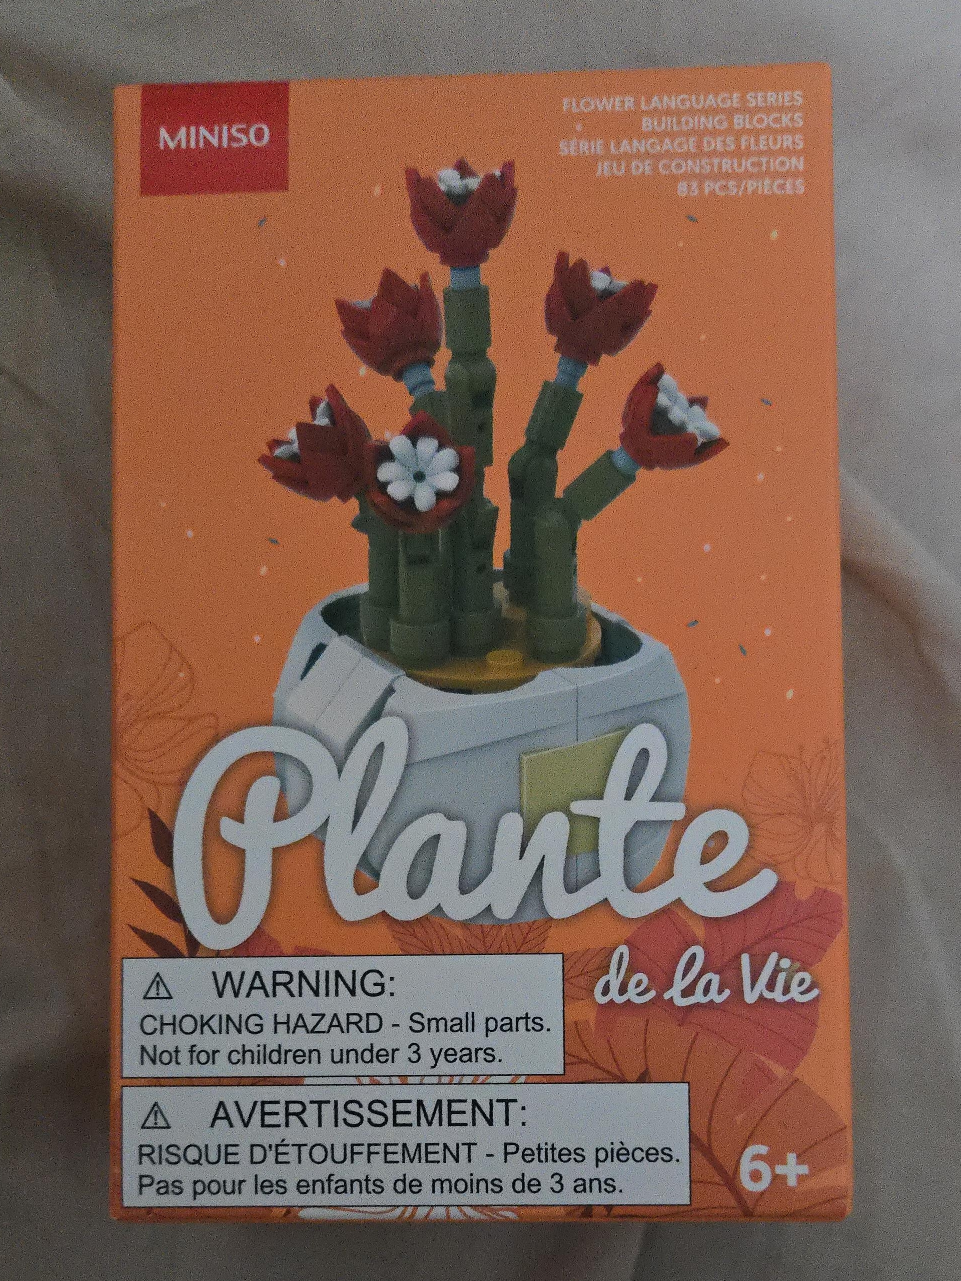 MINISO
FLOWER LANGUAGE SERIES
BUILDING BLOCKS
SÉRIE LANGAGE DES FLEURS
JEU DE CONSTRUCTION
83 PCS/PIÈCES
Plante
de la Vie
⚠ WARNING:
CHOKING HAZARD - Small parts.
Not for children under 3 years.
⚠ AVERTISSEMENT:
RISQUE D'ÉTOUFFEMENT - Petites pièces.
Pas pour les enfants de moins de 3 ans.
6+